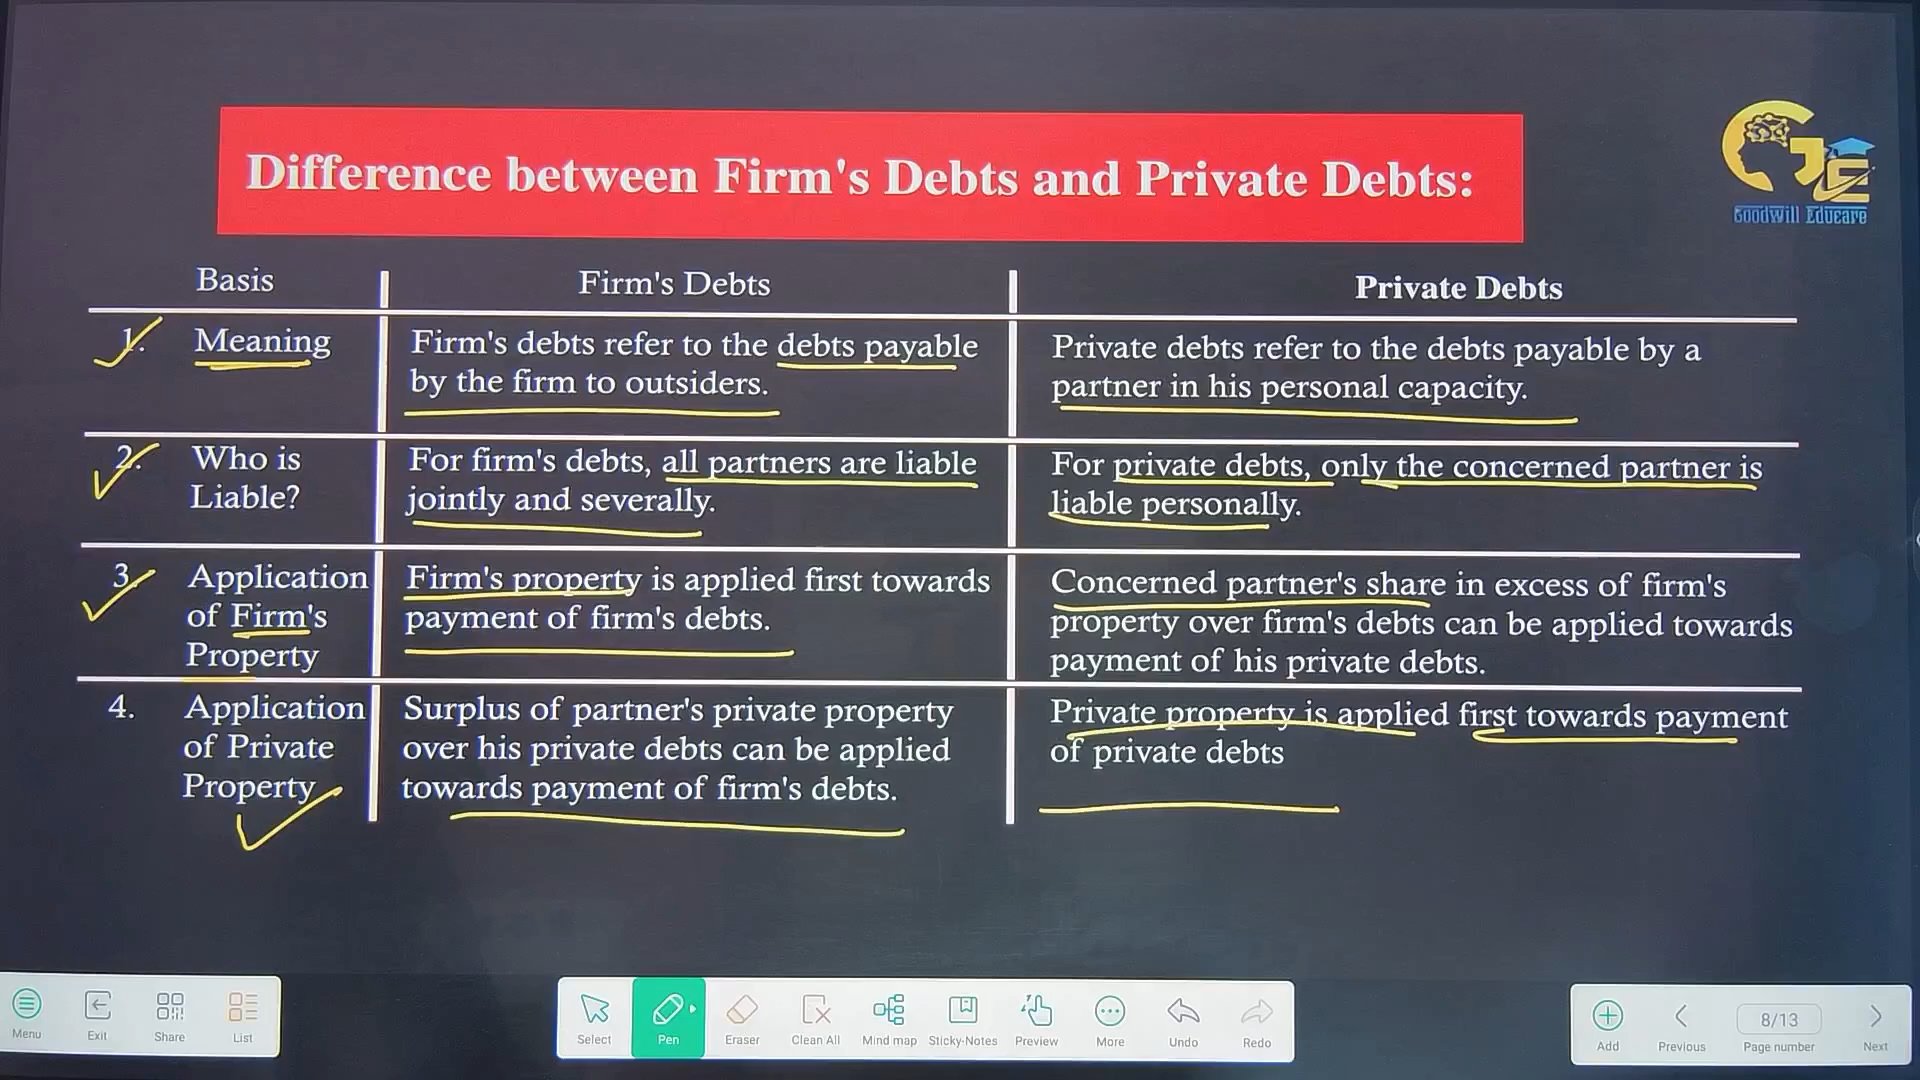 Difference between Firm's Debts and Private Debts:
GoodWill Educare
Basis
Firm's Debts
Private Debts
1. Meaning
Firm's debts refer to the debts payable
by the firm to outsiders.
Private debts refer to the debts payable by a
partner in his personal capacity.
2. Who is
Liable?
For firm's debts, all partners are liable
jointly and severally.
For private debts, only the concerned partner is
liable personally.
3. Application
of Firm's
Property
Firm's property is applied first towards
payment of firm's debts.
Concerned partner's share in excess of firm's
property over firm's debts can be applied towards
payment of his private debts.
4. Application
of Private
Property
Surplus of partner's private property
over his private debts can be applied
towards payment of firm's debts.
Private property is applied first towards payment
of private debts
Menu Exit Share List
Select Pen Eraser Clean All Mind map Sticky-Notes Preview More Undo Redo
8/13
Add Previous Page number Next